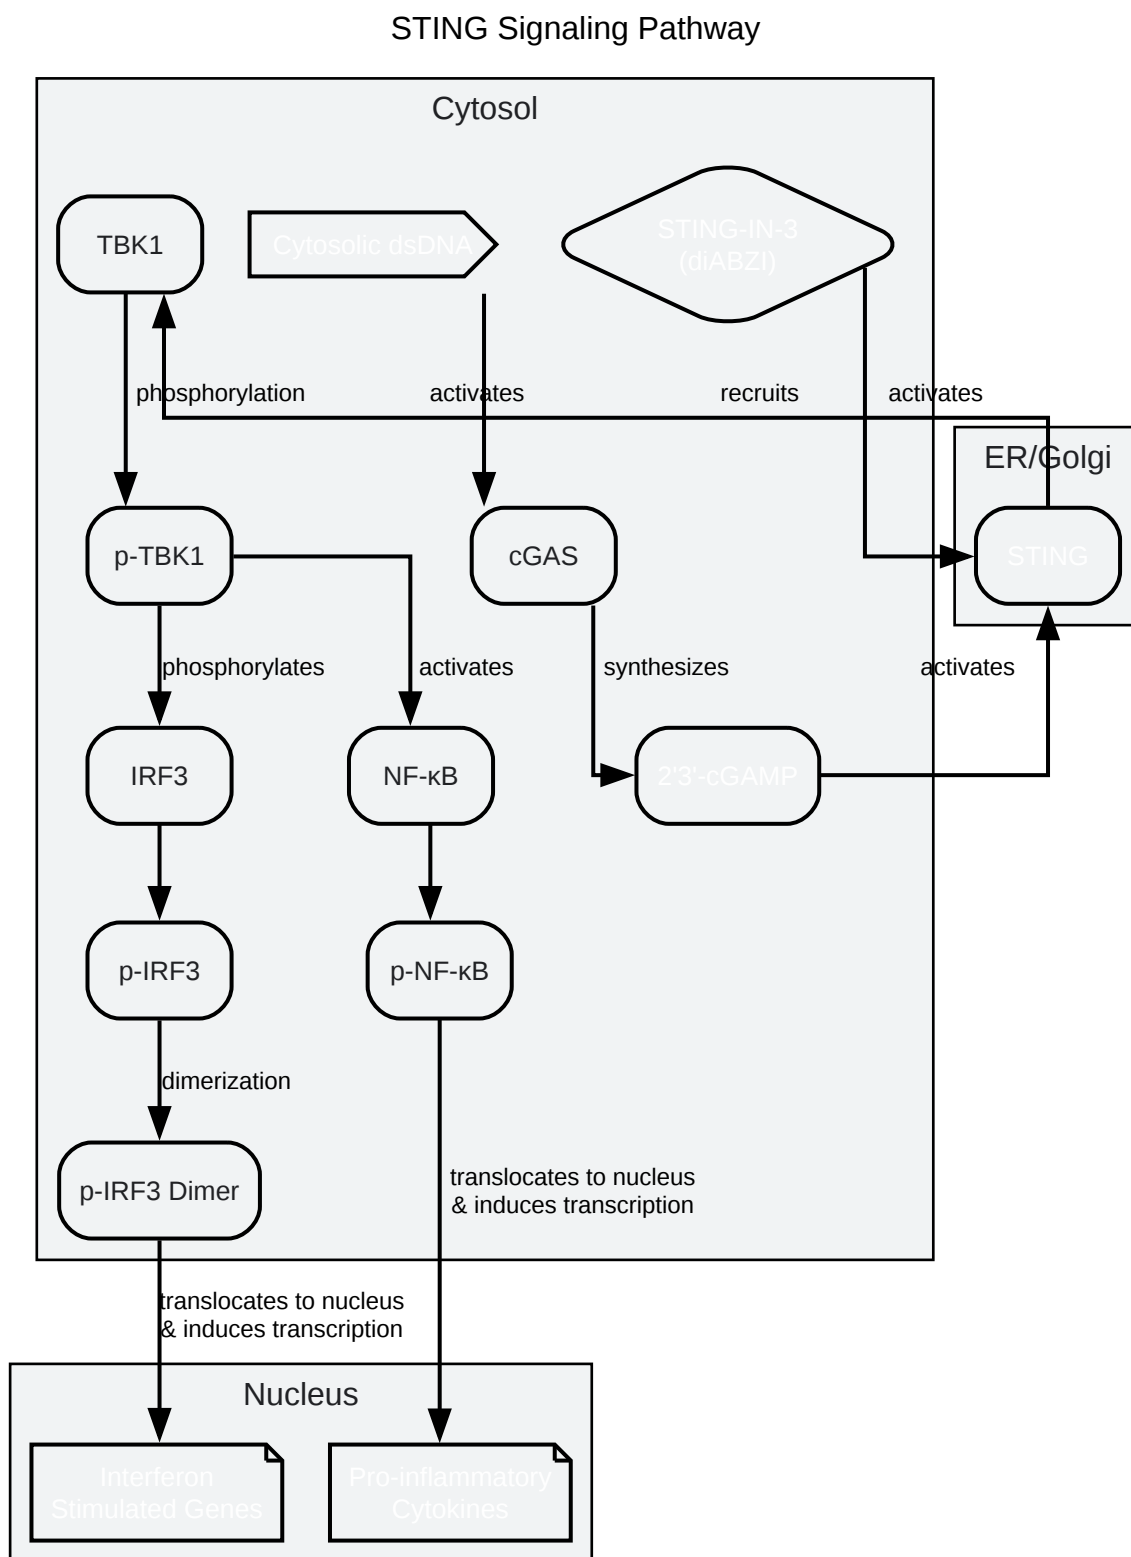 STING Signaling Pathway
Cytosol
TBK1
Cytosolic dsDNA
STING-IN-3
(diABZI)
phosphorylation
activates
recruits
activates
ER/Golgi
p-TBK1
cGAS
STING
phosphorylates
activates
synthesizes
activates
IRF3
NF-κB
2'3'-cGAMP
p-IRF3
p-NF-κB
dimerization
p-IRF3 Dimer
translocates to nucleus
& induces transcription
translocates to nucleus
& induces transcription
Nucleus
Interferon
Stimulated Genes
Pro-inflammatory
Cytokines